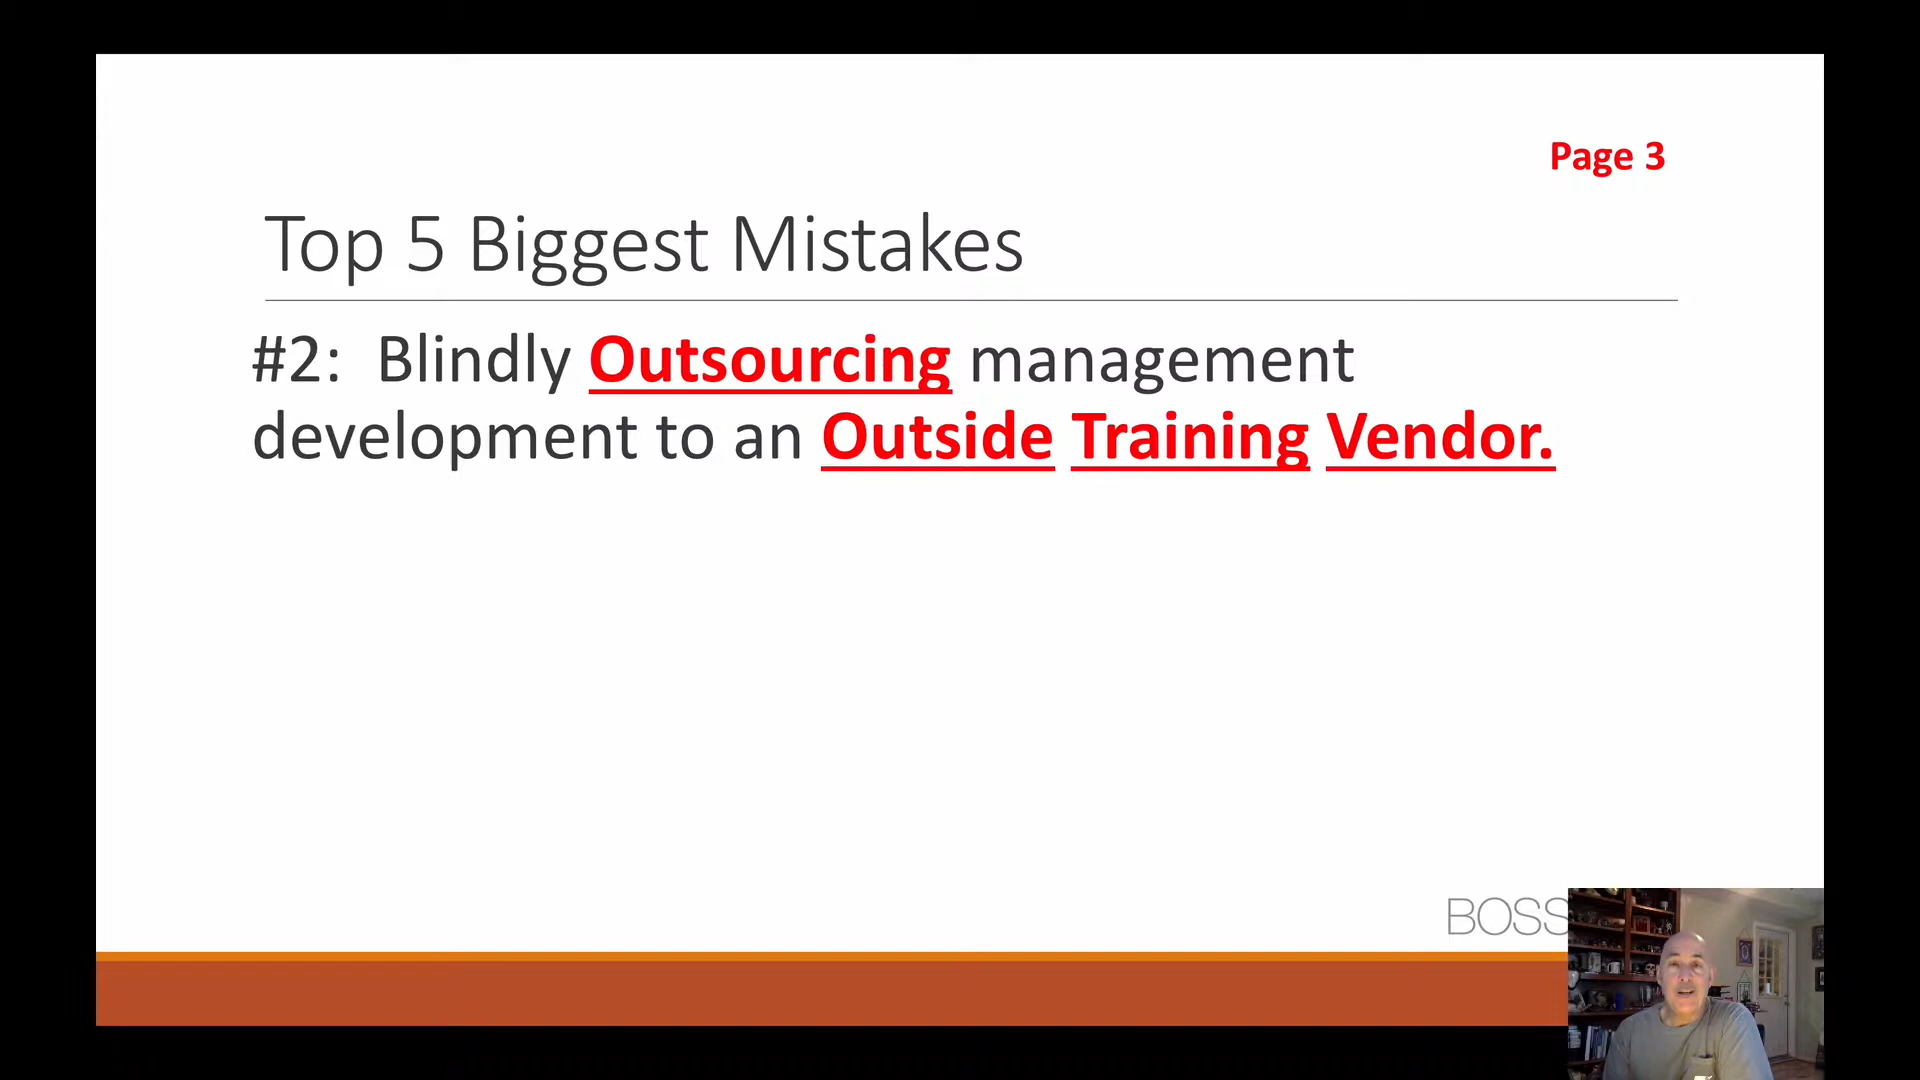 Page 3
Top 5 Biggest Mistakes
#2: Blindly Outsourcing management
development to an Outside Training Vendor.
BOSS